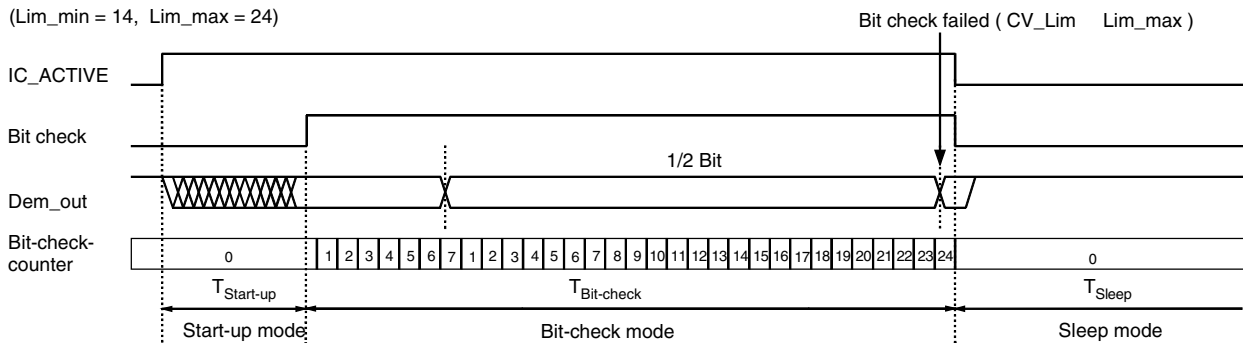 (Lim_min = 14, Lim_max = 24)
Bit check failed ( CV_Lim Lim_max )
IC_ACTIVE
Bit check
1/2 Bit
Dem_out
Bit-check-
counter
0 1 2 3 4 5 6 7 1 2 3 4 5 6 7 8 9 10 11 12 13 14 15 16 17 18 19 20 21 22 23 24 0
TStart-up TBit-check TSleep
Start-up mode Bit-check mode Sleep mode